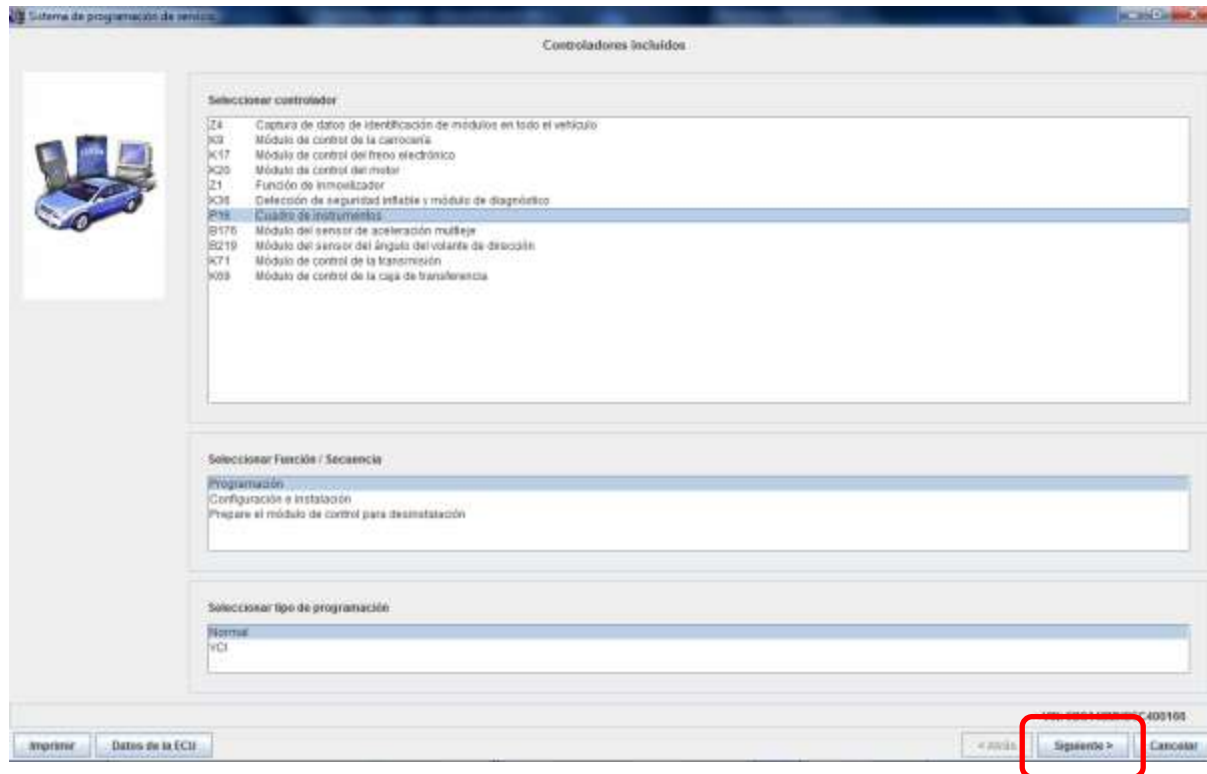 Sistema de programación de servicio
Controladores incluidos
Seleccionar controlador
Z4 Captura de datos de identificación de módulos en todo el vehículo
K9 Módulo de control de la carrocería
K17 Módulo de control del freno electrónico
K20 Módulo de control del motor
Z1 Función de inmovilizador
K36 Detección de seguridad inflable y módulo de diagnóstico
P16 Cuadro de instrumentos
B176 Módulo del sensor de aceleración multieje
B219 Módulo del sensor del ángulo del volante de dirección
K71 Módulo de control de la transmisión
K69 Módulo de control de la caja de transferencia
Seleccionar Función / Secuencia
Programación
Configuración e instalación
Prepare el módulo de control para desinstalación
Seleccionar tipo de programación
Normal
VCI
Imprimir Datos de la ECU < Atrás Siguiente > Cancelar